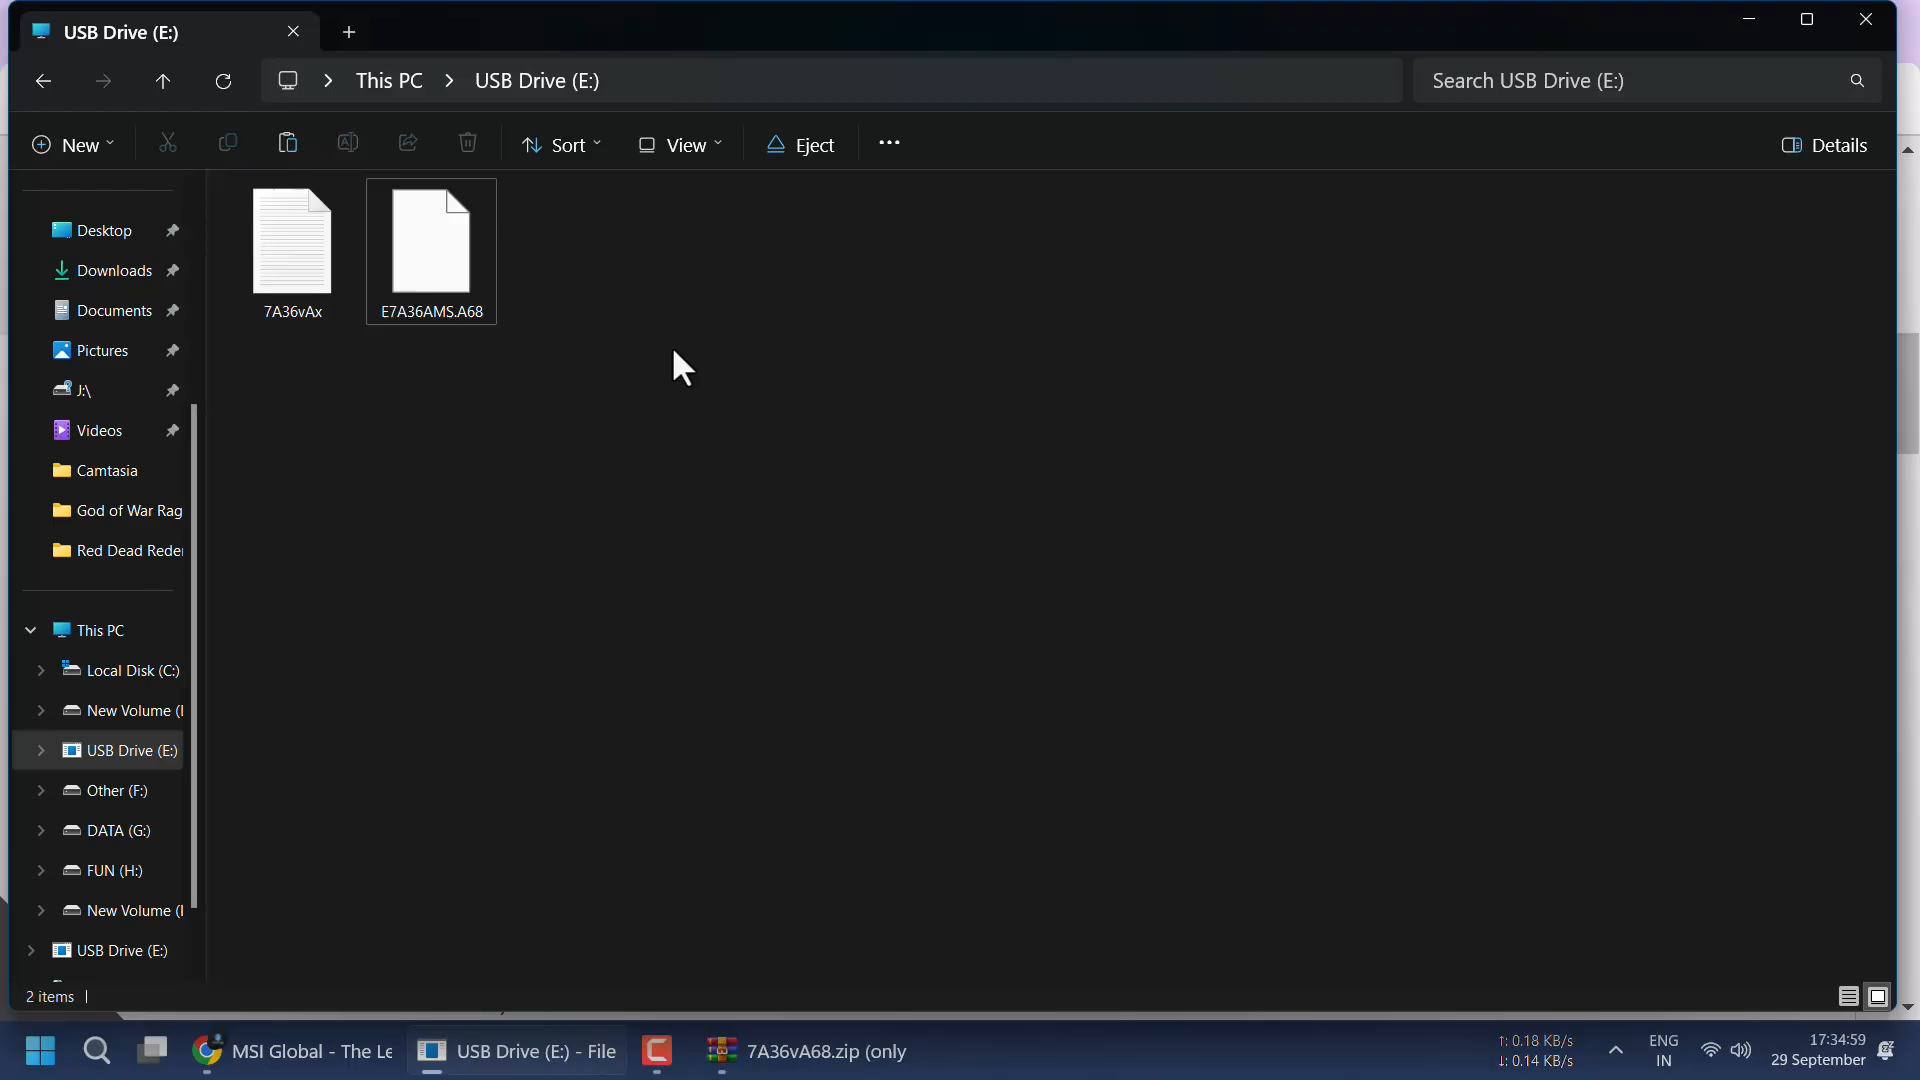 USB Drive (E:)
This PC
USB Drive (E:)
Search USB Drive (E:)
New
Sort
View
Eject
Details
7A36vAx
E7A36AMS.A68
Desktop
Downloads
Documents
Pictures
J:\
Videos
Camtasia
God of War Rag
Red Dead Reder
This PC
Local Disk (C:)
New Volume (
USB Drive (E:)
Other (F:)
DATA (G:)
FUN (H:)
New Volume (
USB Drive (E:)
2 items
MSI Global - The Le
USB Drive (E:) - File
7A36vA68.zip (only
↑: 0.18 KB/s
↓: 0.14 KB/s
ENG
IN
17:34:59
29 September